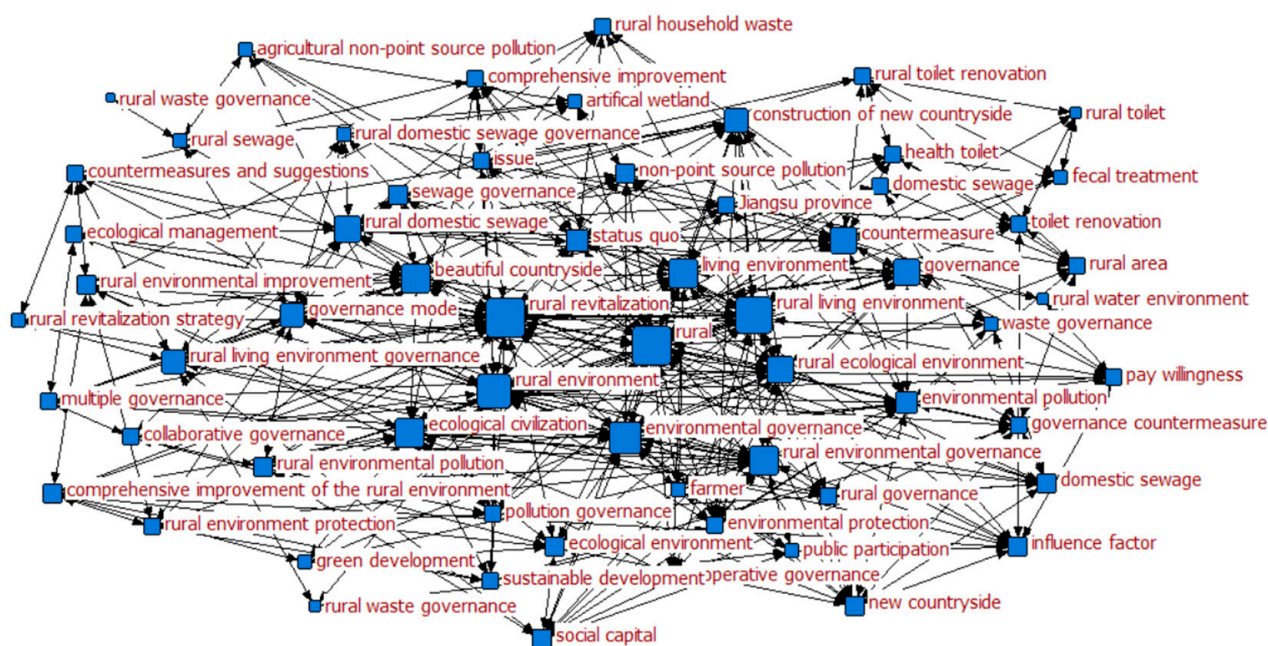 rural household waste
agricultural non-point source pollution
comprehensive improvement
rural toilet renovation
rural waste governance
artifical wetland
construction of new countryside
rural toilet
rural sewage
rural domestic sewage governance
issue
health toilet
countermeasures and suggestions
non-point source pollution
fecal treatment
sewage governance
domestic sewage
Jiangsu province
rural domestic sewage
toilet renovation
ecological management
status quo
countermeasure
beautiful countryside
living environment
governance
rural area
rural environmental improvement
rural revitalization
rural living environment
rural water environment
governance mode
rural revitalization strategy
waste governance
rural
rural living environment governance
rural ecological environment
rural environment
pay willingness
multiple governance
environmental pollution
ecological civilization
environmental governance
governance countermeasure
collaborative governance
rural environmental pollution
rural environmental governance
domestic sewage
comprehensive improvement of the rural environment
farmer
rural governance
pollution governance
rural environment protection
environmental protection
ecological environment
public participation
influence factor
green development
sustainable development
operative governance
rural waste governance
new countryside
social capital